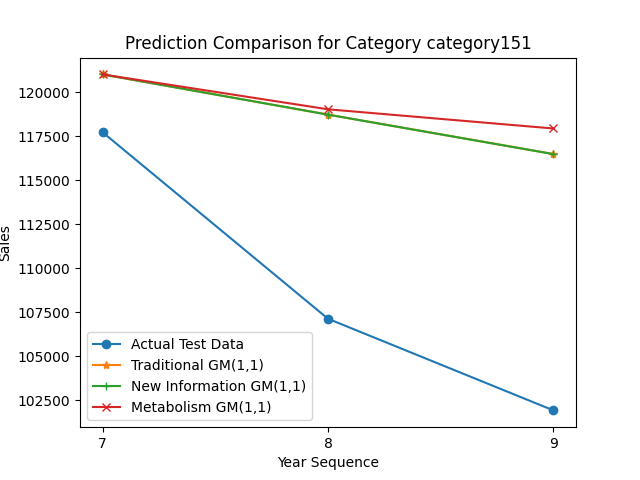 Prediction Comparison for Category category151
120000
117500
115000
112500
110000
107500
105000
102500
Sales
Actual Test Data
Traditional GM(1,1)
New Information GM(1,1)
Metabolism GM(1,1)
7
8
9
Year Sequence